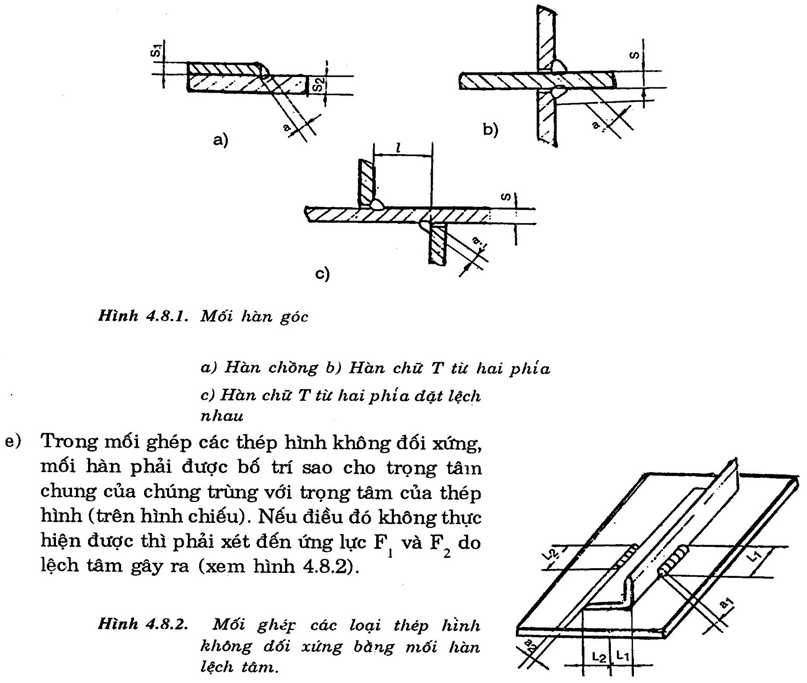 S1
S2
a
a)
S
a
b)
l
S
a
c)
Hình 4.8.1. Mối hàn góc
a) Hàn chồng b) Hàn chữ T từ hai phía
c) Hàn chữ T từ hai phía đặt lệch
nhau
e) Trong mối ghép các thép hình không đối xứng,
mối hàn phải được bố trí sao cho trọng tâm
chung của chúng trùng với trọng tâm của thép
hình (trên hình chiếu). Nếu điều đó không thực
hiện được thì phải xét đến ứng lực F1 và F2 do
lệch tâm gây ra (xem hình 4.8.2).
L2
L1
a1
a2
L2
L1
Hình 4.8.2. Mối ghép các loại thép hình
không đối xứng bằng mối hàn
lệch tâm.